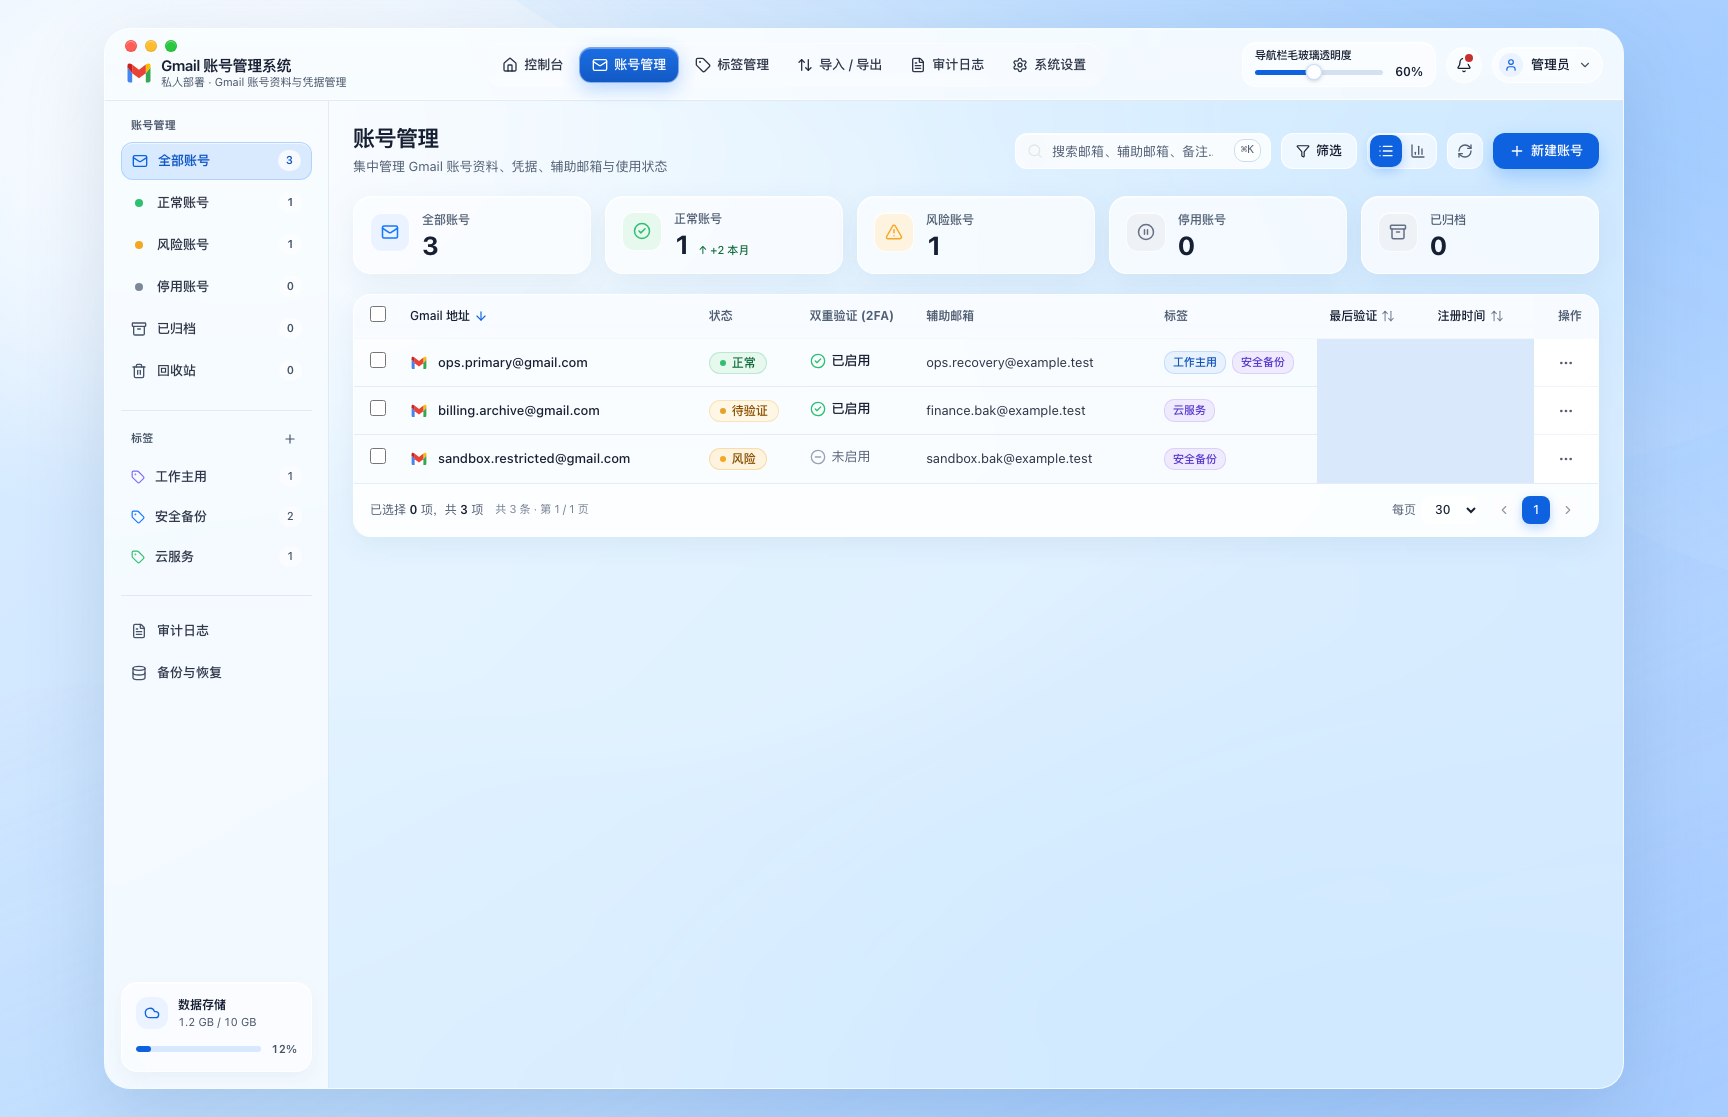 Gmail 账号管理系统
私人部署 · Gmail 账号资料与凭据管理
控制台 账号管理 标签管理 导入 / 导出 审计日志 系统设置
导航栏毛玻璃透明度
60%
管理员
账号管理
全部账号 3
正常账号 1
风险账号 1
停用账号 0
已归档 0
回收站 0
标签
工作主用 1
安全备份 2
云服务 1
审计日志
备份与恢复
数据存储
1.2 GB / 10 GB
12%
账号管理
集中管理 Gmail 账号资料、凭据、辅助邮箱与使用状态
搜索邮箱、辅助邮箱、备注.. ⌘K 筛选 新建账号
全部账号
3
正常账号
1 ↑ +2 本月
风险账号
1
停用账号
0
已归档
0
Gmail 地址 ↓ 状态 双重验证 (2FA) 辅助邮箱 标签 最后验证 ↑↓ 注册时间 ↑↓ 操作
ops.primary@gmail.com 正常 已启用 ops.recovery@example.test 工作主用 安全备份 ···
billing.archive@gmail.com 待验证 已启用 finance.bak@example.test 云服务 ···
sandbox.restricted@gmail.com 风险 未启用 sandbox.bak@example.test 安全备份 ···
已选择 0 项，共 3 项 共 3 条 · 第 1 / 1 页 每页 30 1